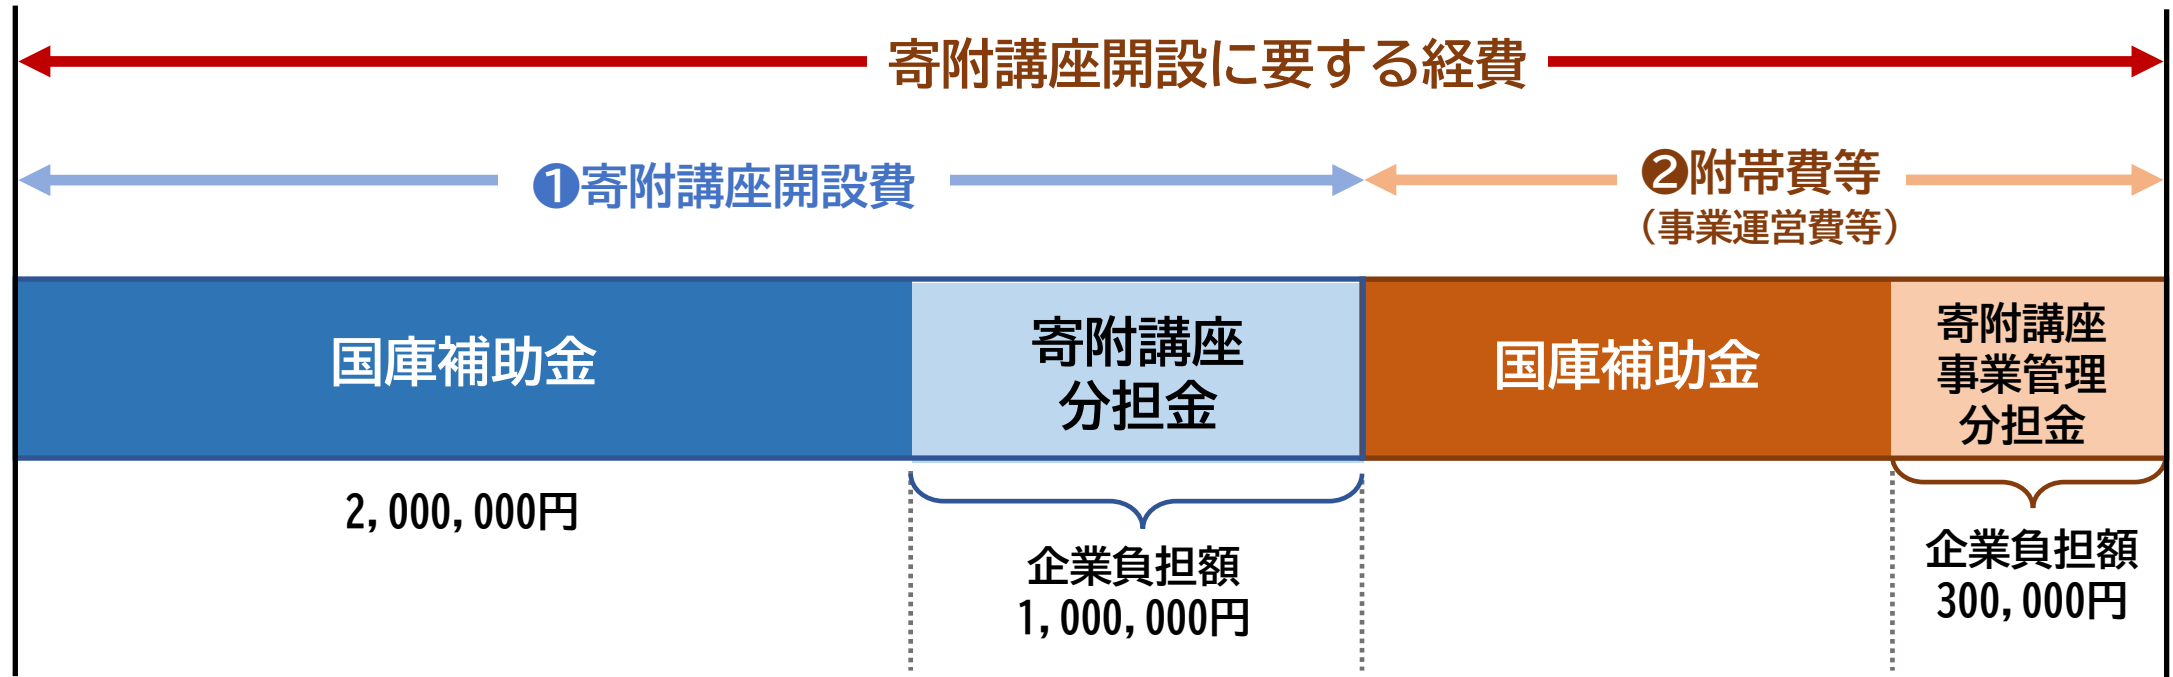 寄附講座開設に要する経費
❶寄附講座開設費
❷附帯費等
（事業運営費等）
国庫補助金
寄附講座
分担金
国庫補助金
寄附講座
事業管理
分担金
2,000,000円
企業負担額
1,000,000円
企業負担額
300,000円